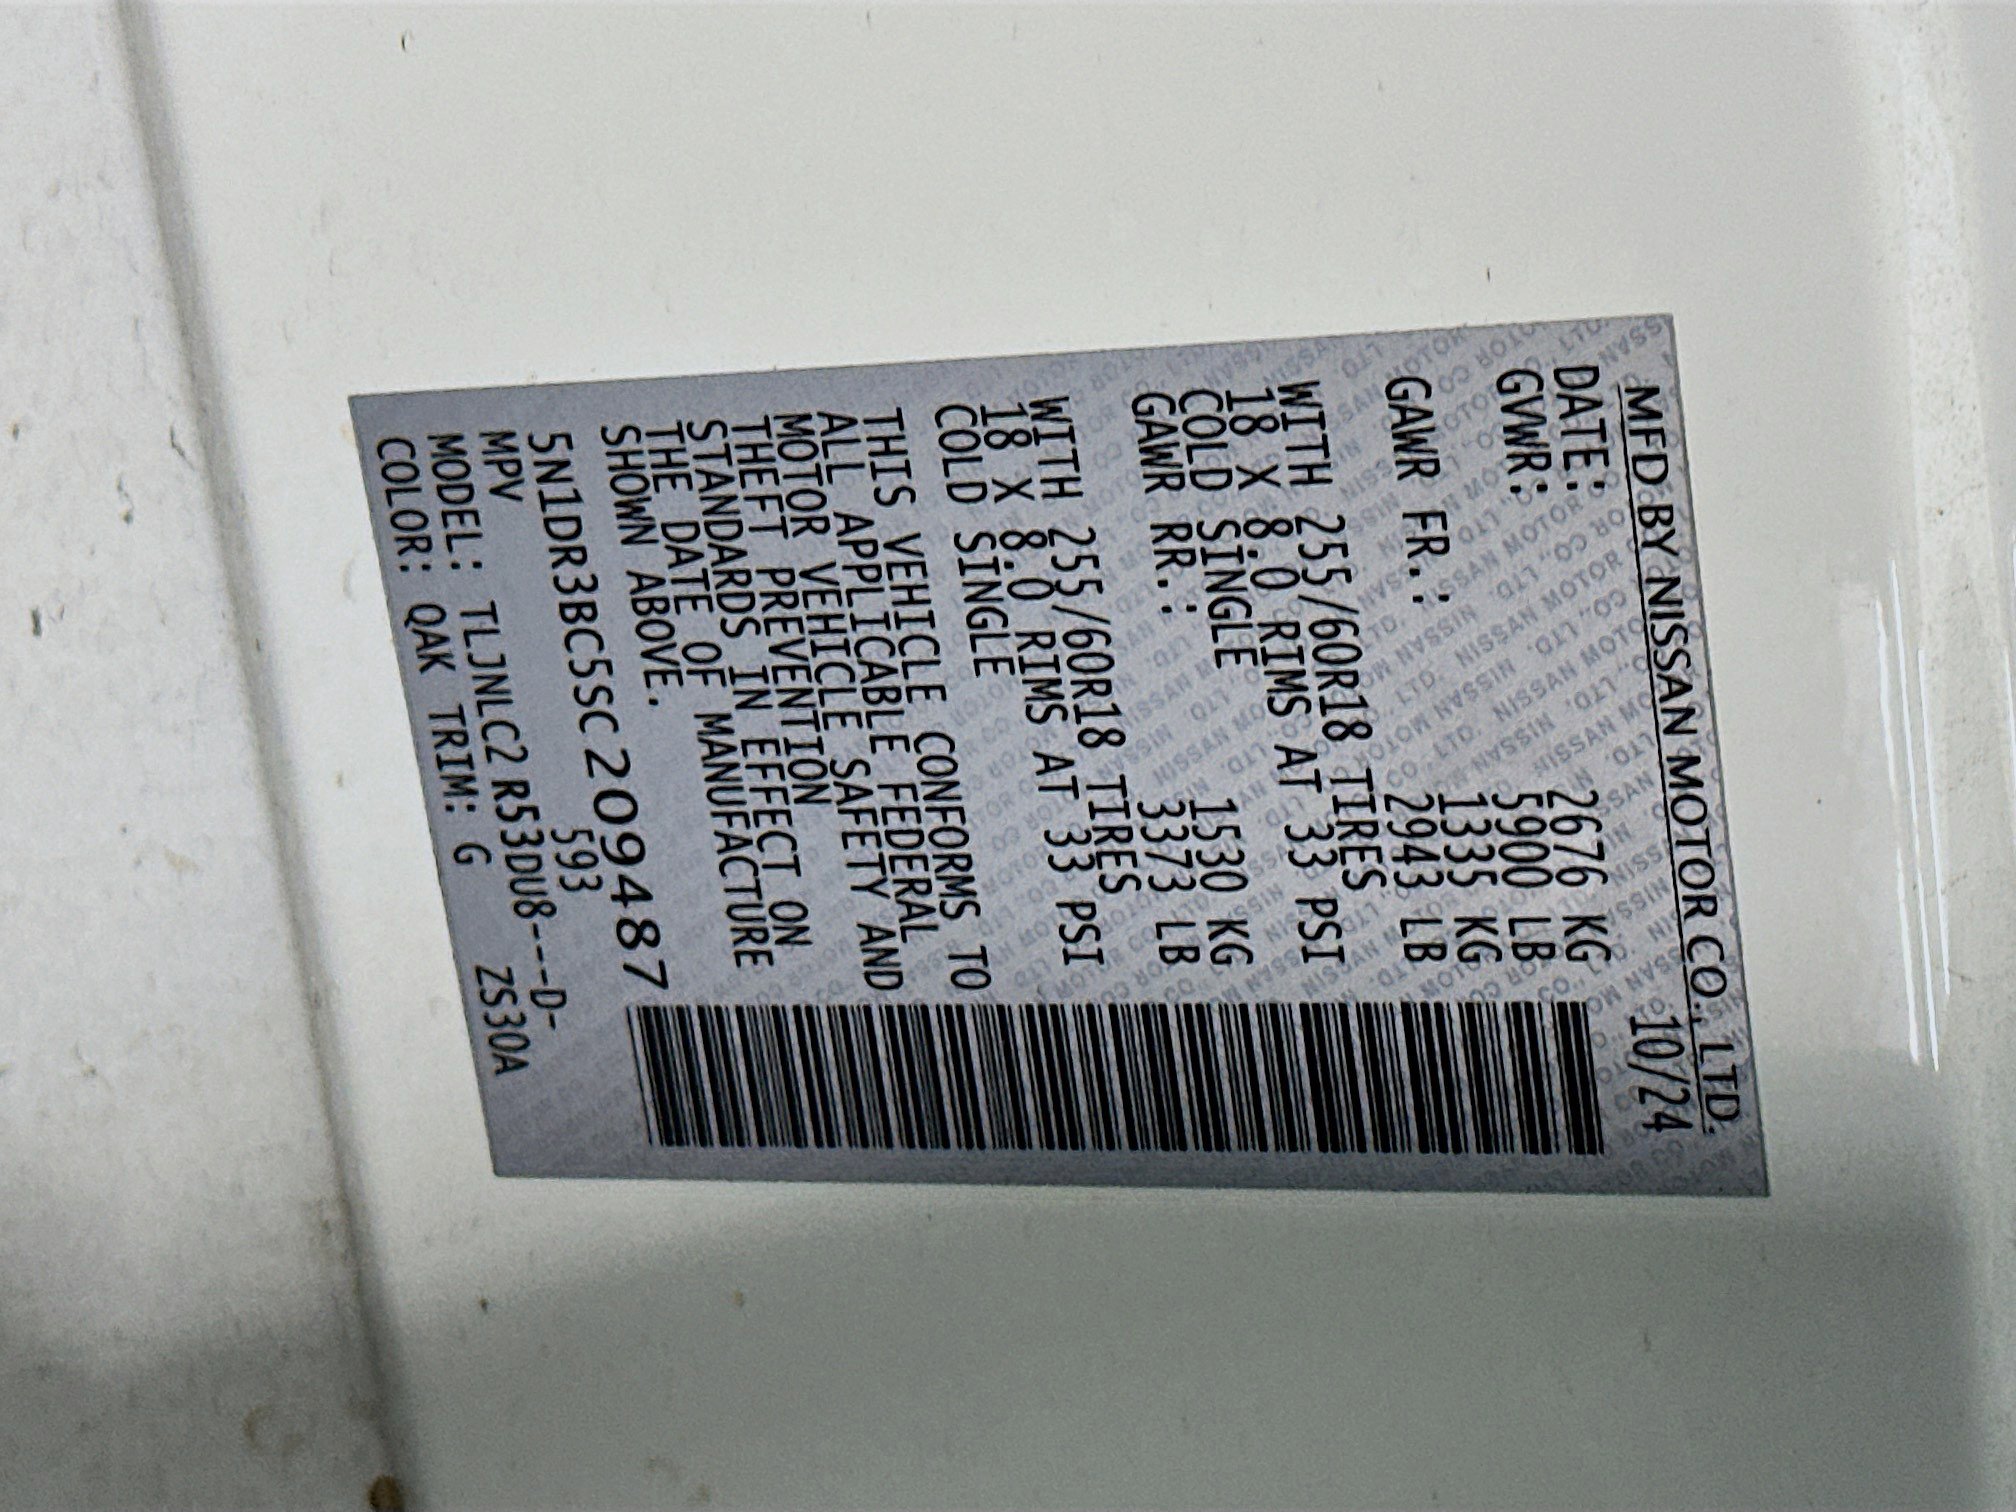 MFD BY NISSAN MOTOR CO., LTD.
DATE: 10/24
GVWR: 2676 KG
5900 LB
GAWR FR.: 1335 KG
2943 LB
WITH 255/60R18 TIRES
18 X 8.0 RIMS AT 33 PSI
COLD SINGLE
GAWR RR.: 1530 KG
3373 LB
WITH 255/60R18 TIRES
18 X 8.0 RIMS AT 33 PSI
COLD SINGLE
THIS VEHICLE CONFORMS TO
ALL APPLICABLE FEDERAL
MOTOR VEHICLE SAFETY AND
THEFT PREVENTION
STANDARDS IN EFFECT ON
THE DATE OF MANUFACTURE
SHOWN ABOVE.
5N1DR3BC5SC209487
MPV 593
MODEL: TLJNLC2 R53DU8----D-
COLOR: QAK TRIM: G ZS30A